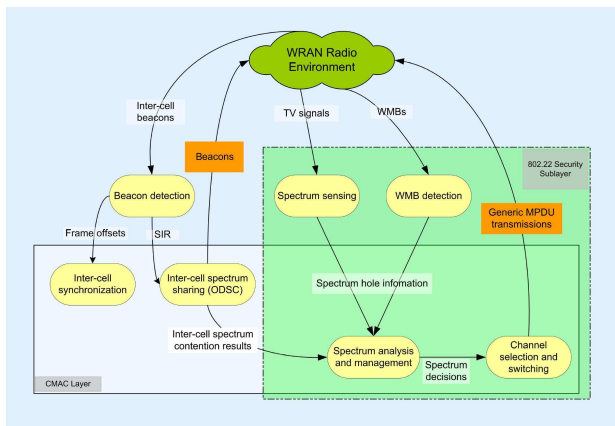 WRAN Radio
Environment
Inter-cell
beacons
TV signals
WMBs
Beacons
802.22 Security
Sublayer
Beacon detection
Spectrum sensing
WMB detection
Generic MPDU
transmissions
Frame offsets
SIR
Inter-cell
synchronization
Inter-cell spectrum
sharing (ODSC)
Spectrum hole infomation
Inter-cell spectrum
contention results
Spectrum analysis
and management
Spectrum
decisions
Channel
selection and
switching
CMAC Layer